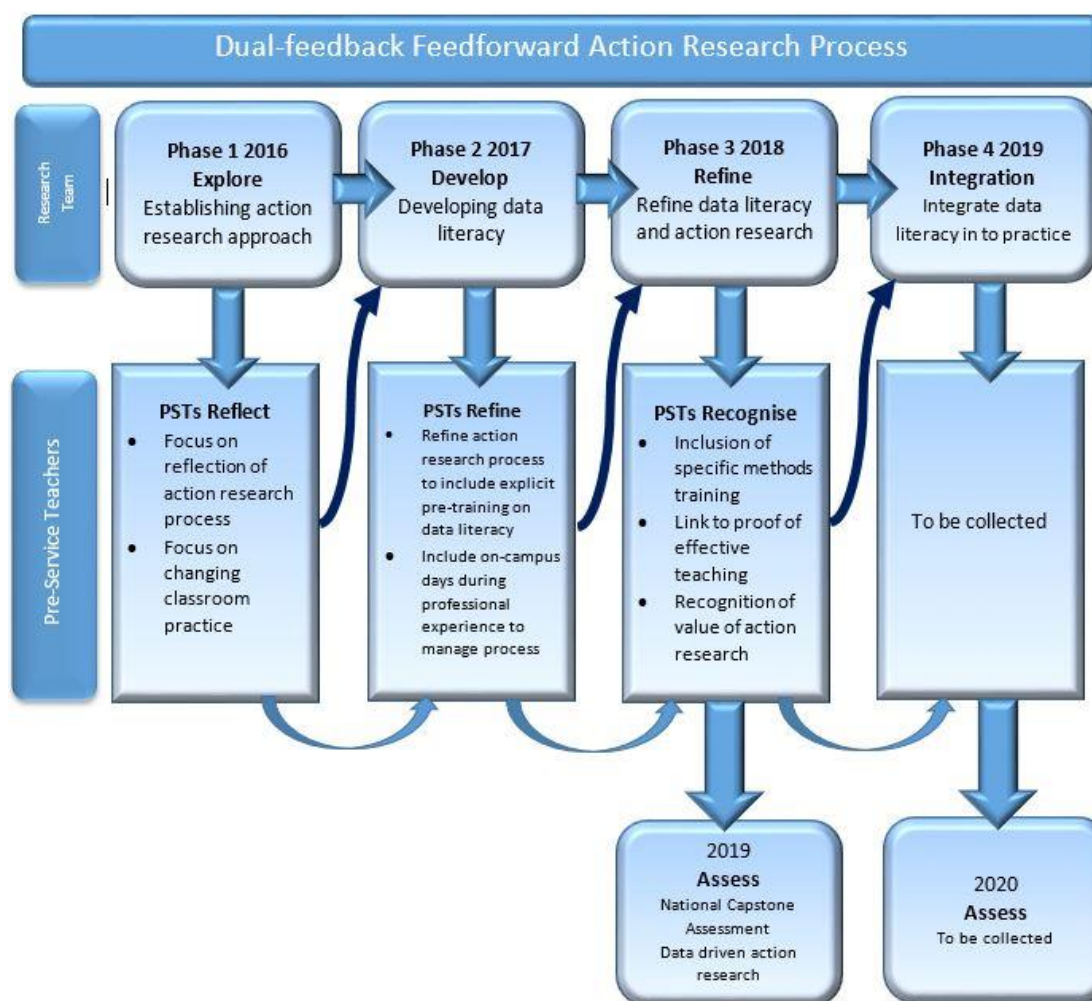 Dual-feedback Feedforward Action Research Process
Research
Team
Phase 1 2016
Explore
Establishing action
research approach
Phase 2 2017
Develop
Developing data
literacy
Phase 3 2018
Refine
Refine data literacy
and action research
Phase 4 2019
Integration
Integrate data
literacy in to practice
Pre-Service Teachers
PSTs Reflect
• Focus on
reflection of
action research
process
• Focus on
changing
classroom
practice
PSTs Refine
• Refine action
research process
to include explicit
pre-training on
data literacy
• Include on-campus
days during
professional
experience to
manage process
PSTs Recognise
• Inclusion of
specific methods
training
• Link to proof of
effective
teaching
• Recognition of
value of action
research
To be collected
2019
Assess
National Capstone
Assessment
Data driven action
research
2020
Assess
To be collected